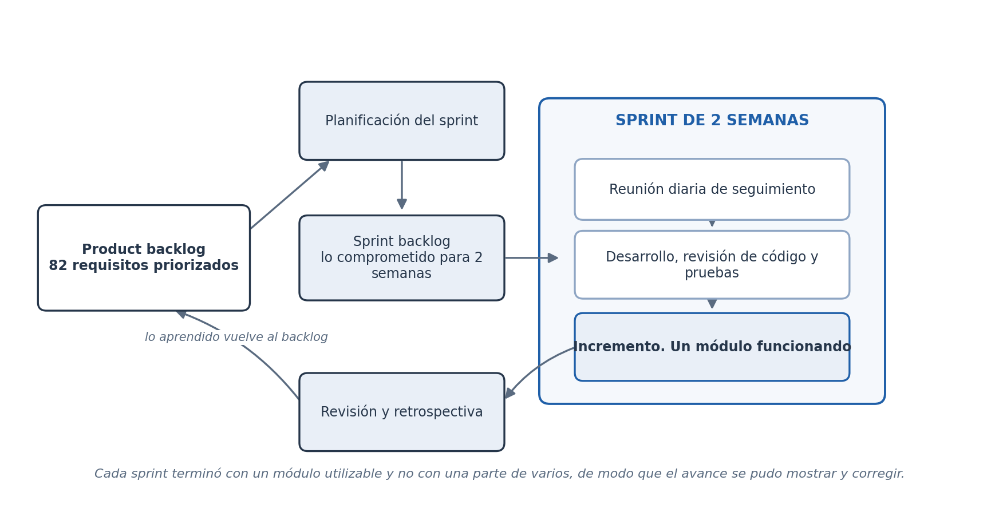 Planificación del sprint
SPRINT DE 2 SEMANAS
Reunión diaria de seguimiento
Product backlog
82 requisitos priorizados
Sprint backlog
lo comprometido para 2
semanas
Desarrollo, revisión de código y
pruebas
lo aprendido vuelve al backlog
Incremento. Un módulo funcionando
Revisión y retrospectiva
Cada sprint terminó con un módulo utilizable y no con una parte de varios, de modo que el avance se pudo mostrar y corregir.